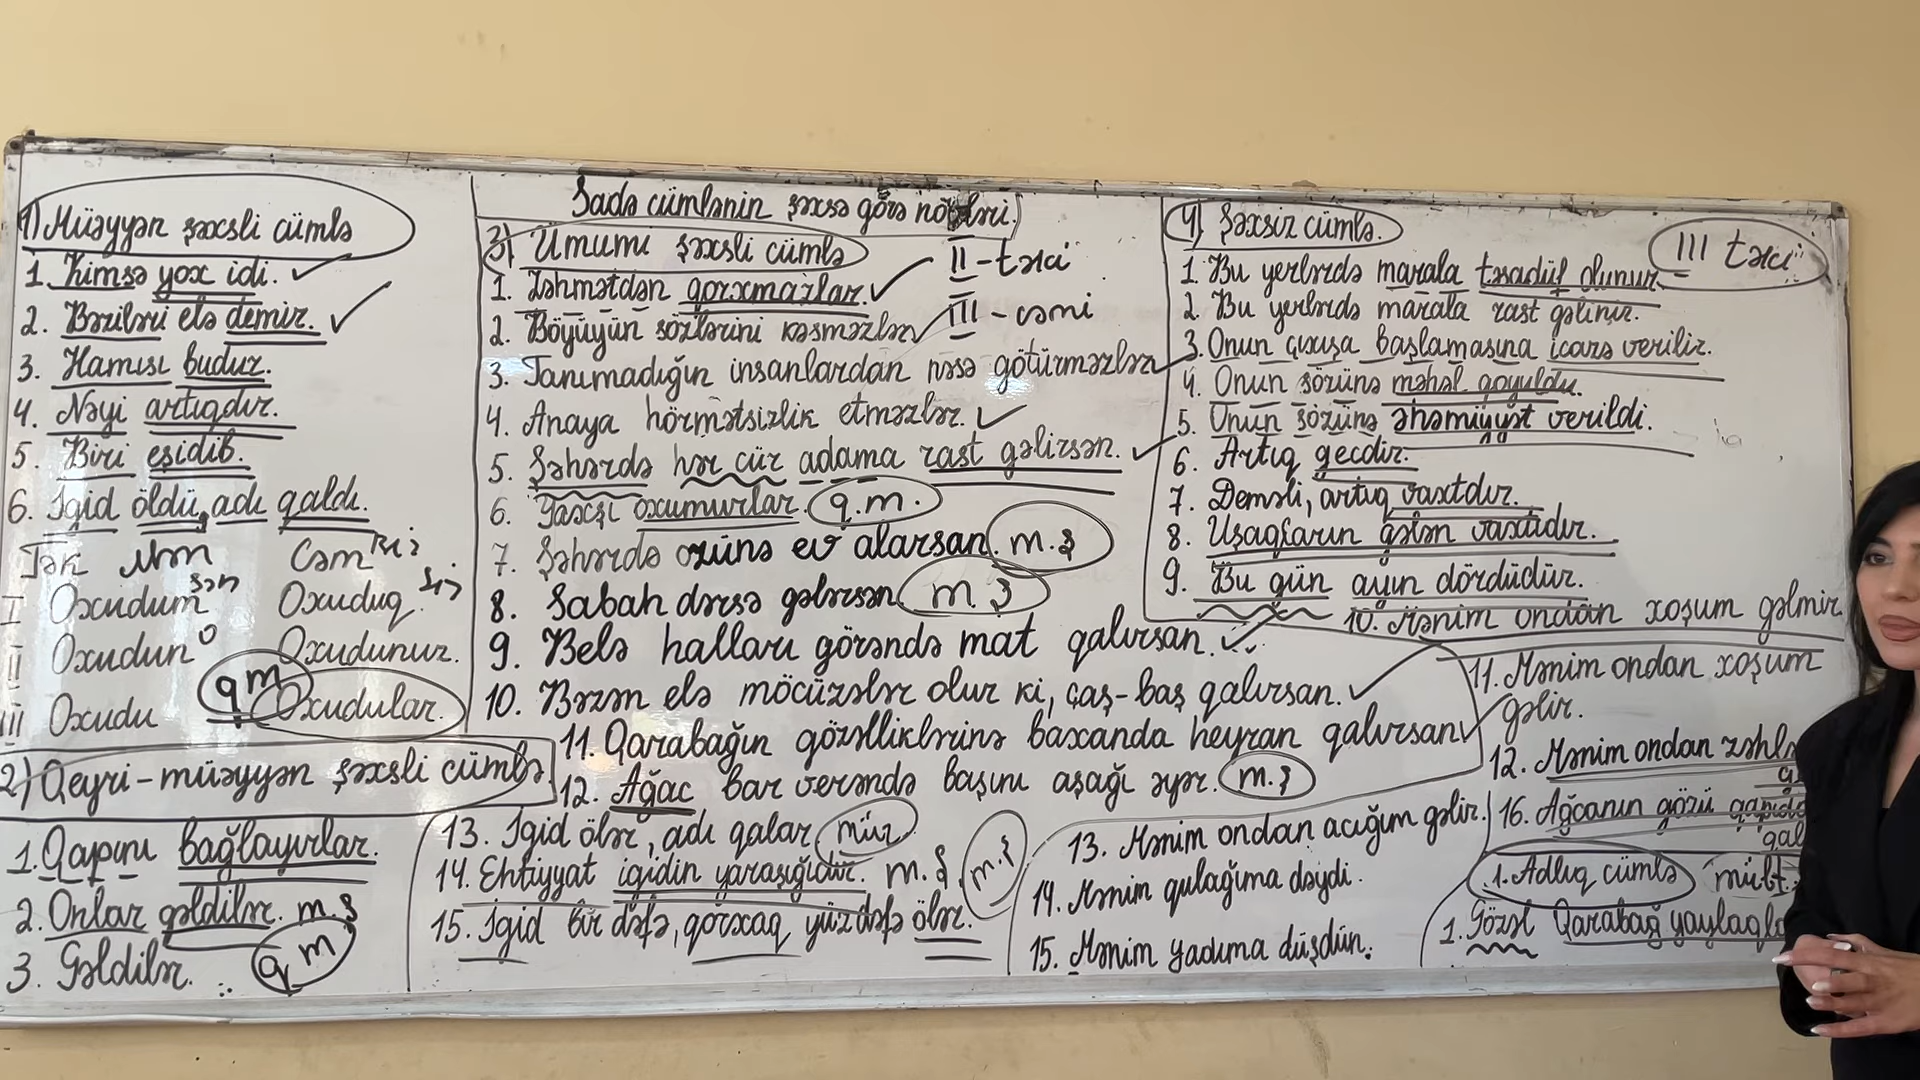 Sadə cümlənin şəxsə görə növləri.
1) Müəyyən şəxsli cümlə
1. Kimsə yox idi.
2. Bəziləri elə demir.
3. Hamısı budur.
4. Nəyi artıqdır.
5. Biri eşidib.
6. İgid öldü, adı qaldı.
Tək Mən Cəm Biz
I Oxudum sən Oxuduq Siz
II Oxudun o Oxudunuz.
III Oxudu q m Oxudular.
2) Qeyri-müəyyən şəxsli cümlə
1. Qapını bağlayırlar.
2. Onlar gəldilər. m.ş
3. Gəldilər. q m
3) Ümumi şəxsli cümlə
II - təki
III - cəmi
1. Zəhmətdən qorxmazlar.
2. Böyüyün sözlərini kəsməzlər
3. Tanımadığın insanlardan nəsə götürməzlər
4. Anaya hörmətsizlik etməzlər.
5. Şəhərdə hər cür adama rast gəlirsən.
6. Yaxşı oxumurlar. q.m.
7. Şəhərdə özünə ev alarsan. m.ş
8. Sabah dərsə gələrsən. m.ş
9. Belə halları görəndə mat qalırsan.
10. Bəzən elə möcüzələr olur ki, çaş-baş qalırsan.
11. Qarabağın gözəlliklərinə baxanda heyran qalırsan
12. Ağac bar verəndə başını aşağı əyər. m.ş
13. İgid ölər, adı qalar mür
14. Ehtiyyat igidin yaraşığıdır. m.ş. m.ş
15. İgid bir dəfə, qorxaq yüz dəfə ölər.
4) Şəxsiz cümlə.
III təki
1. Bu yerlərdə marala təsadüf olunur.
2. Bu yerlərdə marala rast gəlinir.
3. Onun çıxışa başlamasına icazə verilir.
4. Onun sözünə məhəl qoyuldu.
5. Onun sözünə əhəmiyyət verildi.
6. Artıq gecdir.
7. Deməli, artıq vaxtdır.
8. Uşaqların gələn vaxtıdır.
9. Bu gün ayın dördüdür.
10. Mənim ondan xoşum gəlmir.
11. Mənim ondan xoşum
gəlir.
12. Mənim ondan zəhlə
13. Mənim ondan acığım gəlir.
14. Mənim qulağıma dəydi.
15. Mənim yadıma düşdün.
16. Ağcanın gözü qapıda
qal
1. Adlıq cümlə mübt.
1. Gözəl Qarabağ yaylaqla